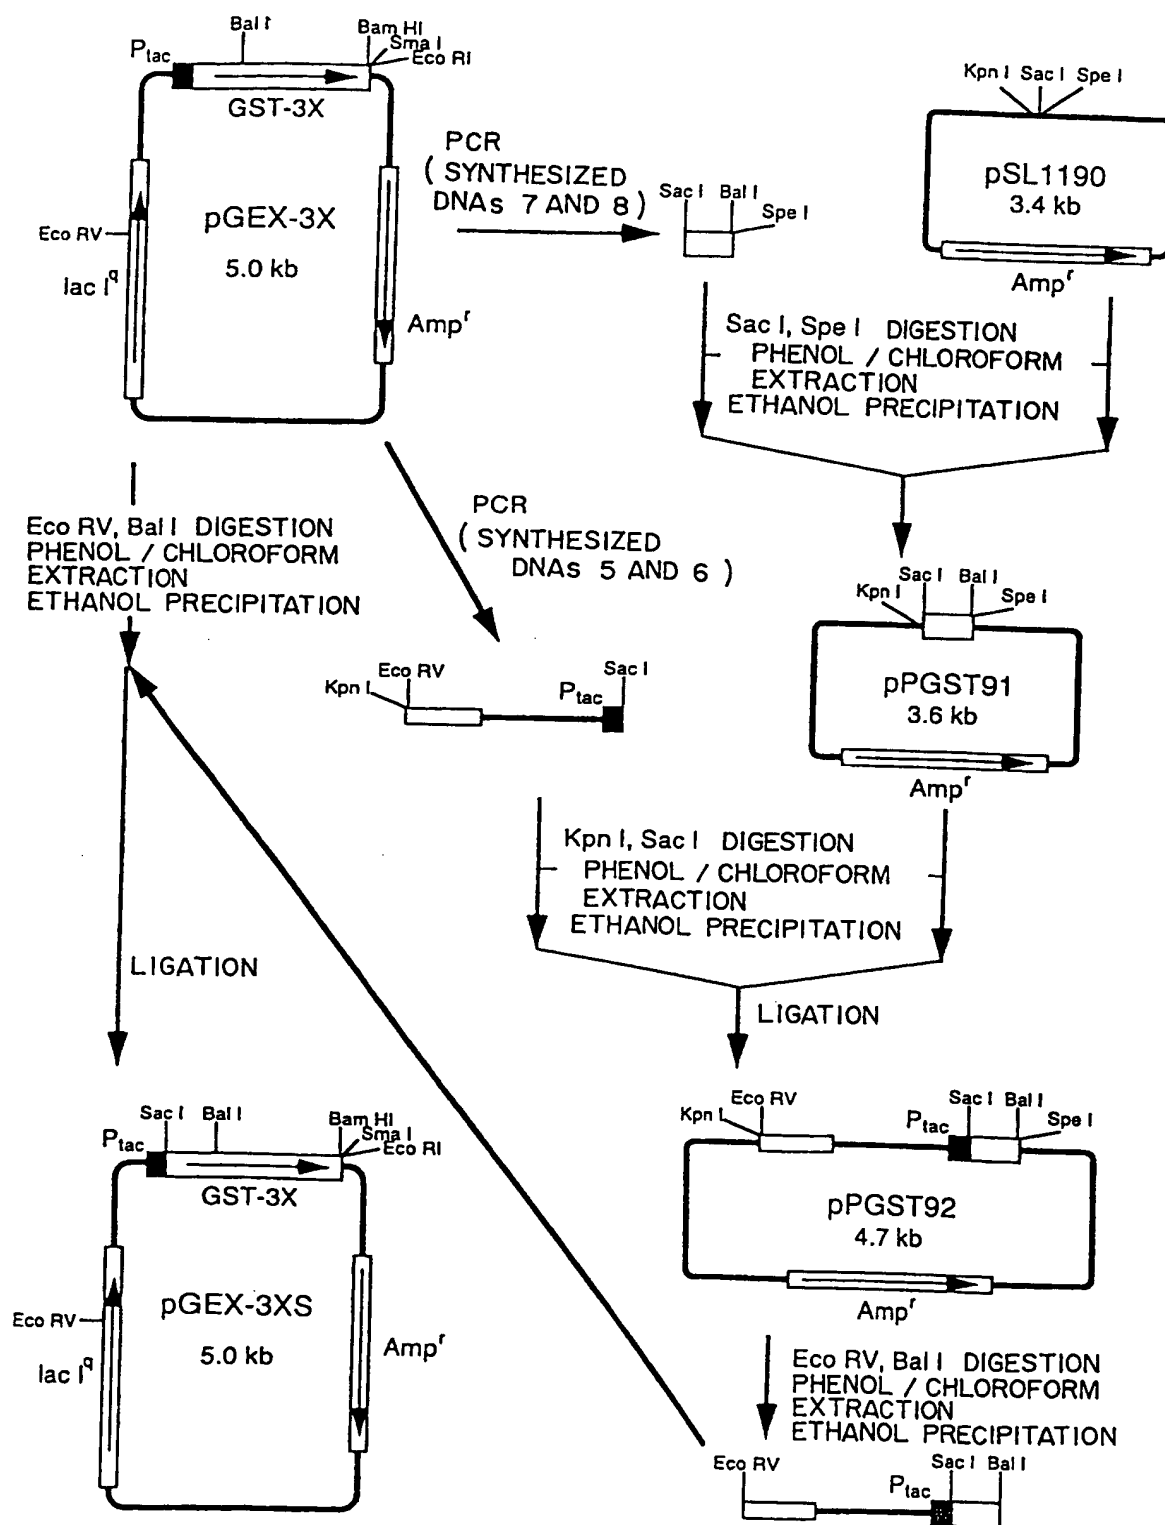 Bal I
Bam HI
Sma I
Eco RI
Ptac
GST-3X
pGEX-3X
5.0 kb
Eco RV
lac Iq
Ampr
PCR
( SYNTHESIZED
DNAs 7 AND 8 )
Sac I Bal I
Spe I
Kpn I Sac I Spe I
pSL1190
3.4 kb
Ampr
Sac I, Spe I DIGESTION
PHENOL / CHLOROFORM
EXTRACTION
ETHANOL PRECIPITATION
Eco RV, Bal I DIGESTION
PHENOL / CHLOROFORM
EXTRACTION
ETHANOL PRECIPITATION
PCR
( SYNTHESIZED
DNAs 5 AND 6 )
Kpn I
Eco RV
Ptac
Sac I
Sac I Bal I
Kpn I
Spe I
pPGST91
3.6 kb
Ampr
Kpn I, Sac I DIGESTION
PHENOL / CHLOROFORM
EXTRACTION
ETHANOL PRECIPITATION
LIGATION
LIGATION
Sac I Bal I
Bam HI
Sma I
Eco RI
Ptac
GST-3X
pGEX-3XS
5.0 kb
Eco RV
lac Iq
Ampr
Eco RV
Kpn I
Sac I Bal I
Ptac
Spe I
pPGST92
4.7 kb
Ampr
Eco RV, Bal I DIGESTION
PHENOL / CHLOROFORM
EXTRACTION
ETHANOL PRECIPITATION
Eco RV
Sac I Bal I
Ptac